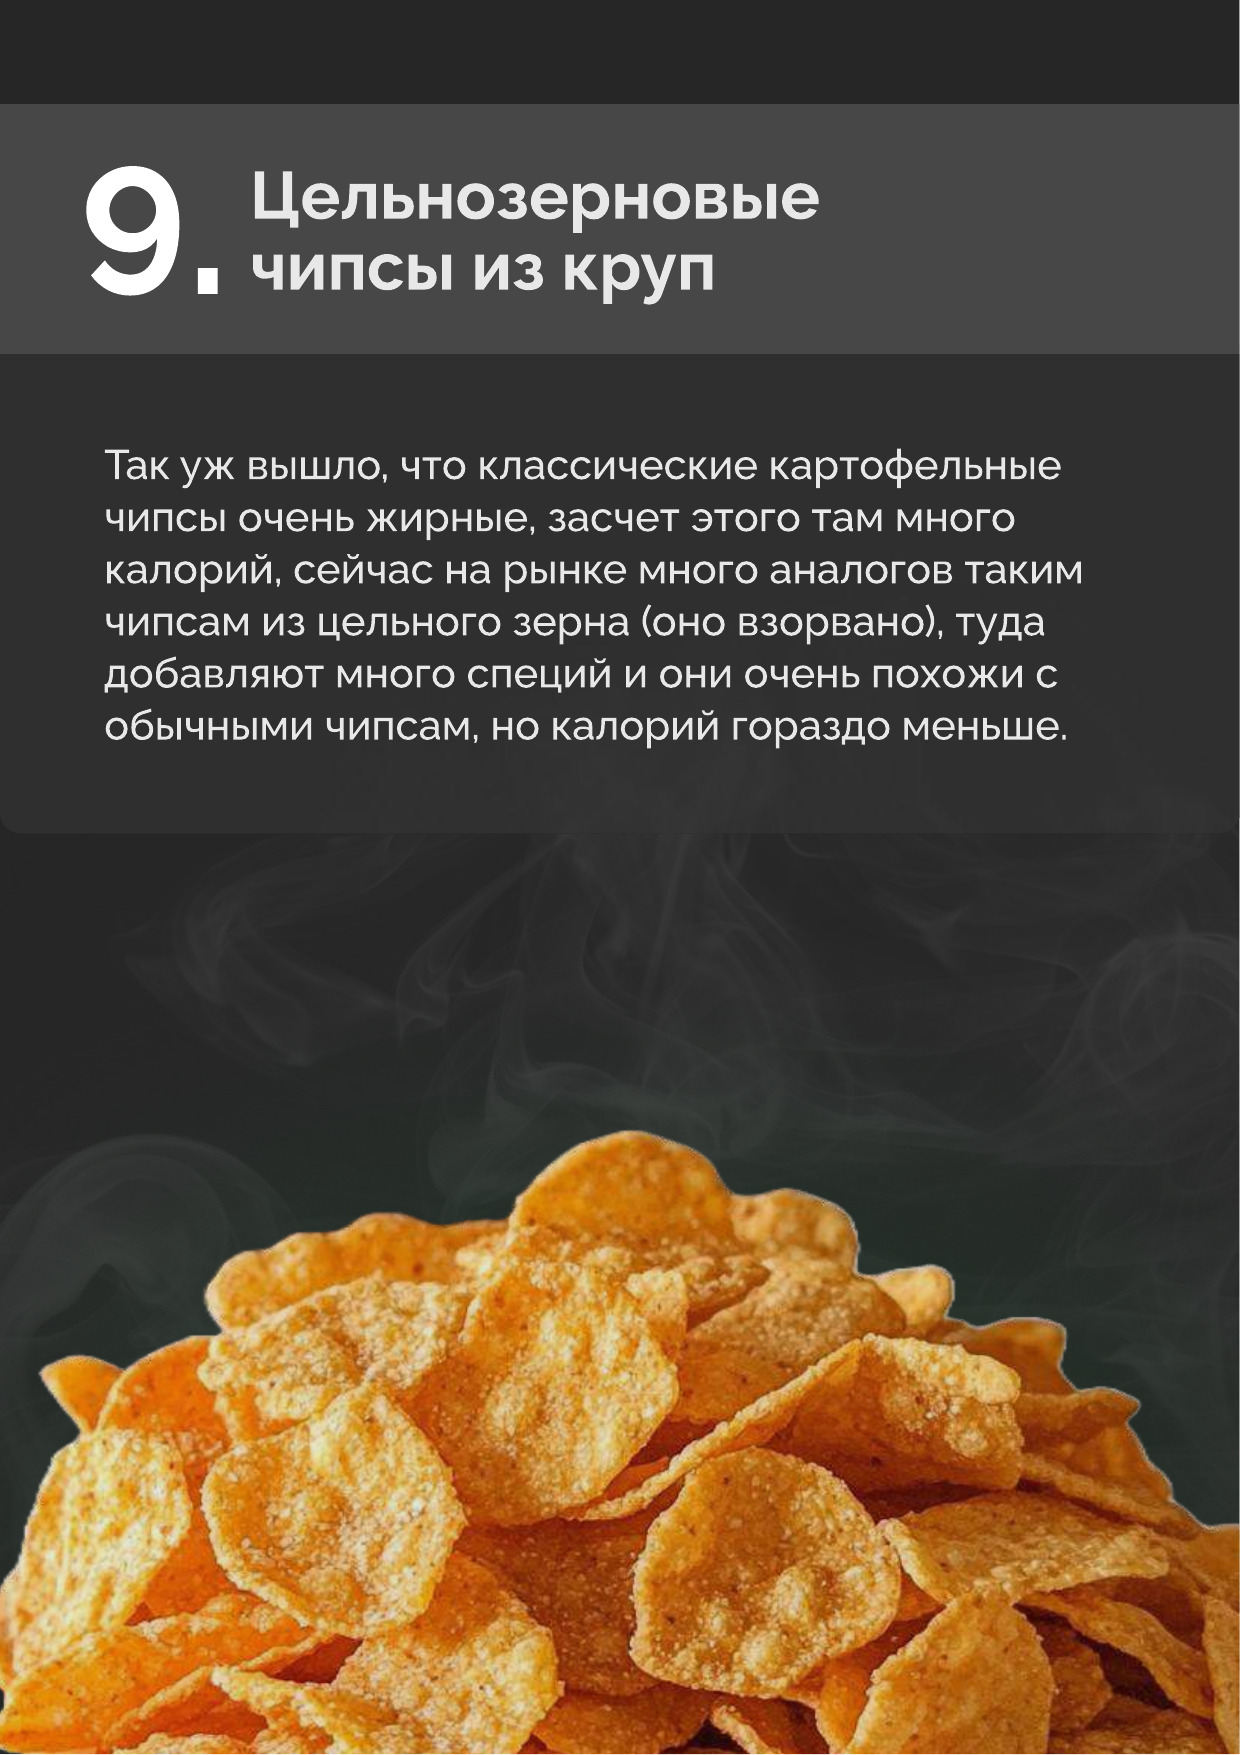 9. Цельнозерновые
чипсы из круп
Так уж вышло, что классические картофельные
чипсы очень жирные, засчет этого там много
калорий, сейчас на рынке много аналогов таким
чипсам из цельного зерна (оно взорвано), туда
добавляют много специй и они очень похожи с
обычными чипсам, но калорий гораздо меньше.